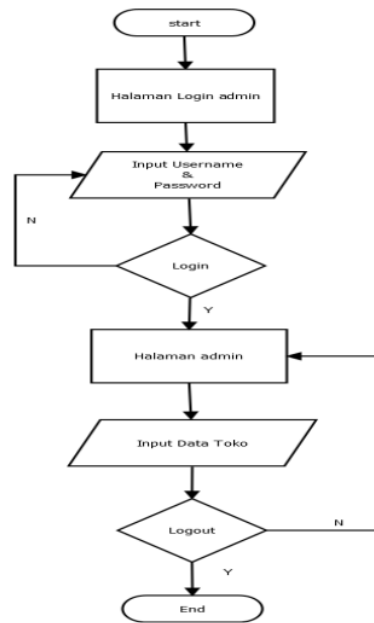 start
Halaman Login admin
Input Username
&
Password
N
Login
Y
Halaman admin
Input Data Toko
Logout
N
Y
End